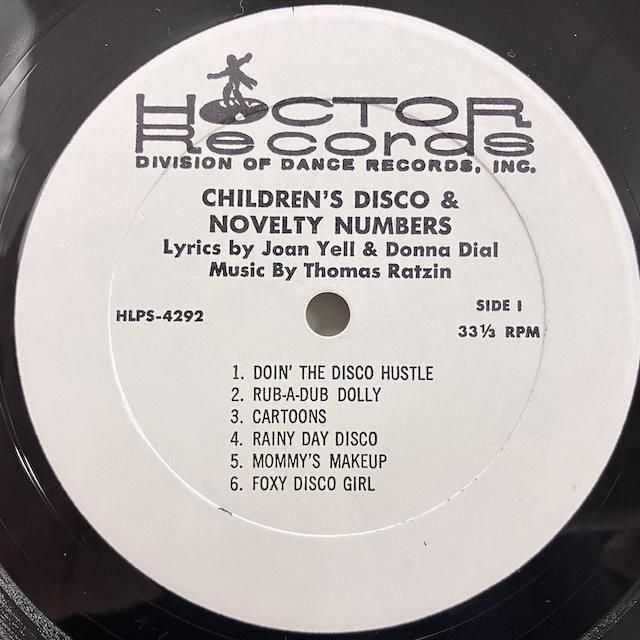 HOCTOR
Records
DIVISION OF DANCE RECORDS, INC.
CHILDREN'S DISCO &
NOVELTY NUMBERS
Lyrics by Joan Yell & Donna Dial
Music By Thomas Ratzin
HLPS-4292
SIDE I
33⅓ RPM
1. DOIN' THE DISCO HUSTLE
2. RUB-A-DUB DOLLY
3. CARTOONS
4. RAINY DAY DISCO
5. MOMMY'S MAKEUP
6. FOXY DISCO GIRL